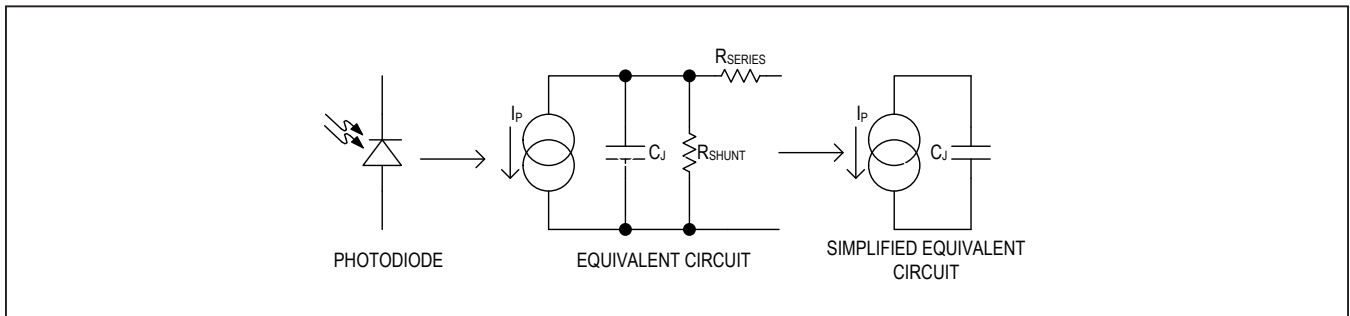 RSERIES
IP
CJ
RSHUNT
IP
CJ
PHOTODIODE
EQUIVALENT CIRCUIT
SIMPLIFIED EQUIVALENT
CIRCUIT